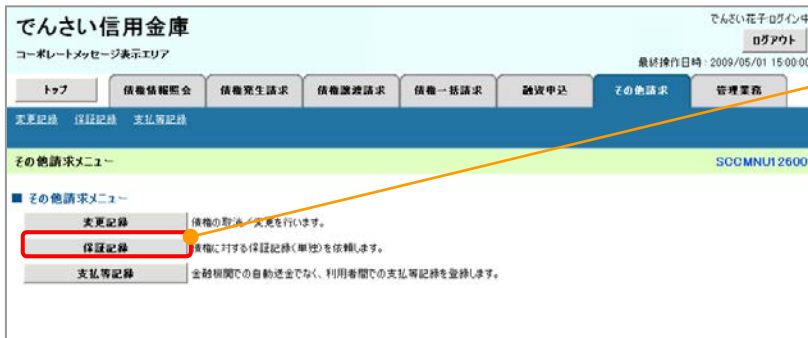 でんさい信用金庫
コーポレートメッセージ表示エリア
でんさい花子ログイン中
ログアウト
最終操作日時:2009/05/01 15:00:00
トップ 債権情報照会 債権発生請求 債権譲渡請求 債権一括請求 融資申込 その他請求 管理業務
変更記録 保証記録 支払等記録
その他請求メニュー SCCMNU12600
■ その他請求メニュー
変更記録 債権の取消/変更を行います。
保証記録 債権に対する保証記録(単独)を依頼します。
支払等記録 金融機関での自動送金でなく、利用者間での支払等記録を登録します。